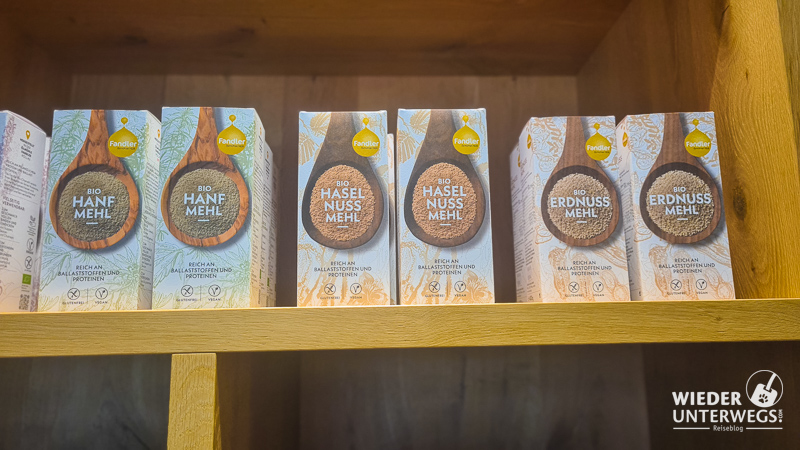 Fandler
BIO
HANF
MEHL
REICH AN
BALLASTSTOFFEN UND
PROTEINEN
GLUTENFREI
VEGAN
Fandler
BIO
HANF
MEHL
REICH AN
BALLASTSTOFFEN UND
PROTEINEN
GLUTENFREI
VEGAN
Fandler
BIO
HASEL
NUSS
MEHL
REICH AN
BALLASTSTOFFEN UND
PROTEINEN
GLUTENFREI
VEGAN
Fandler
BIO
HASEL
NUSS
MEHL
REICH AN
BALLASTSTOFFEN UND
PROTEINEN
GLUTENFREI
VEGAN
Fandler
BIO
ERDNUSS
MEHL
REICH AN
BALLASTSTOFFEN UND
PROTEINEN
GLUTENFREI
VEGAN
Fandler
BIO
ERDNUSS
MEHL
REICH AN
BALLASTSTOFFEN UND
PROTEINEN
GLUTENFREI
VEGAN
WIEDER
UNTERWEGS.COM
Reiseblog